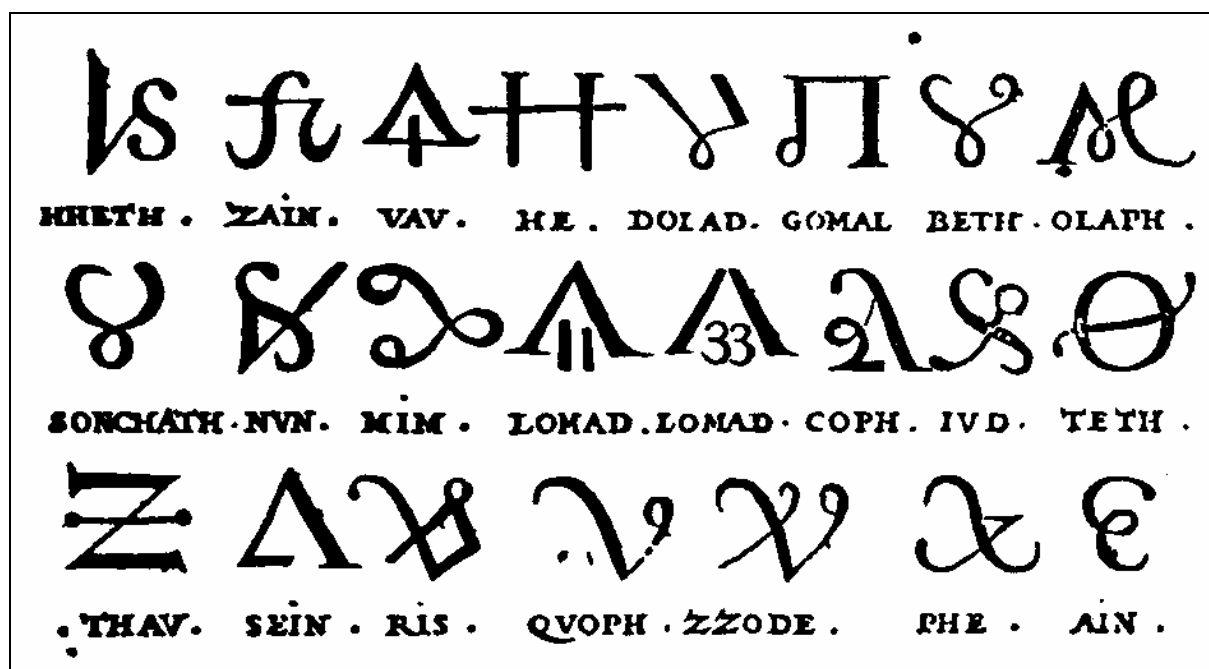 HHETH . ZAIN. VAV. HE . DOLAD. GOMAL BETH · OLAPH .
SONCHATH · NVN. MIM . LOMAD . LOMAD · COPH . IVD . TETH .
. THAV. SEIN . RIS . QVOPH . ZZODE . PHE . AIN .